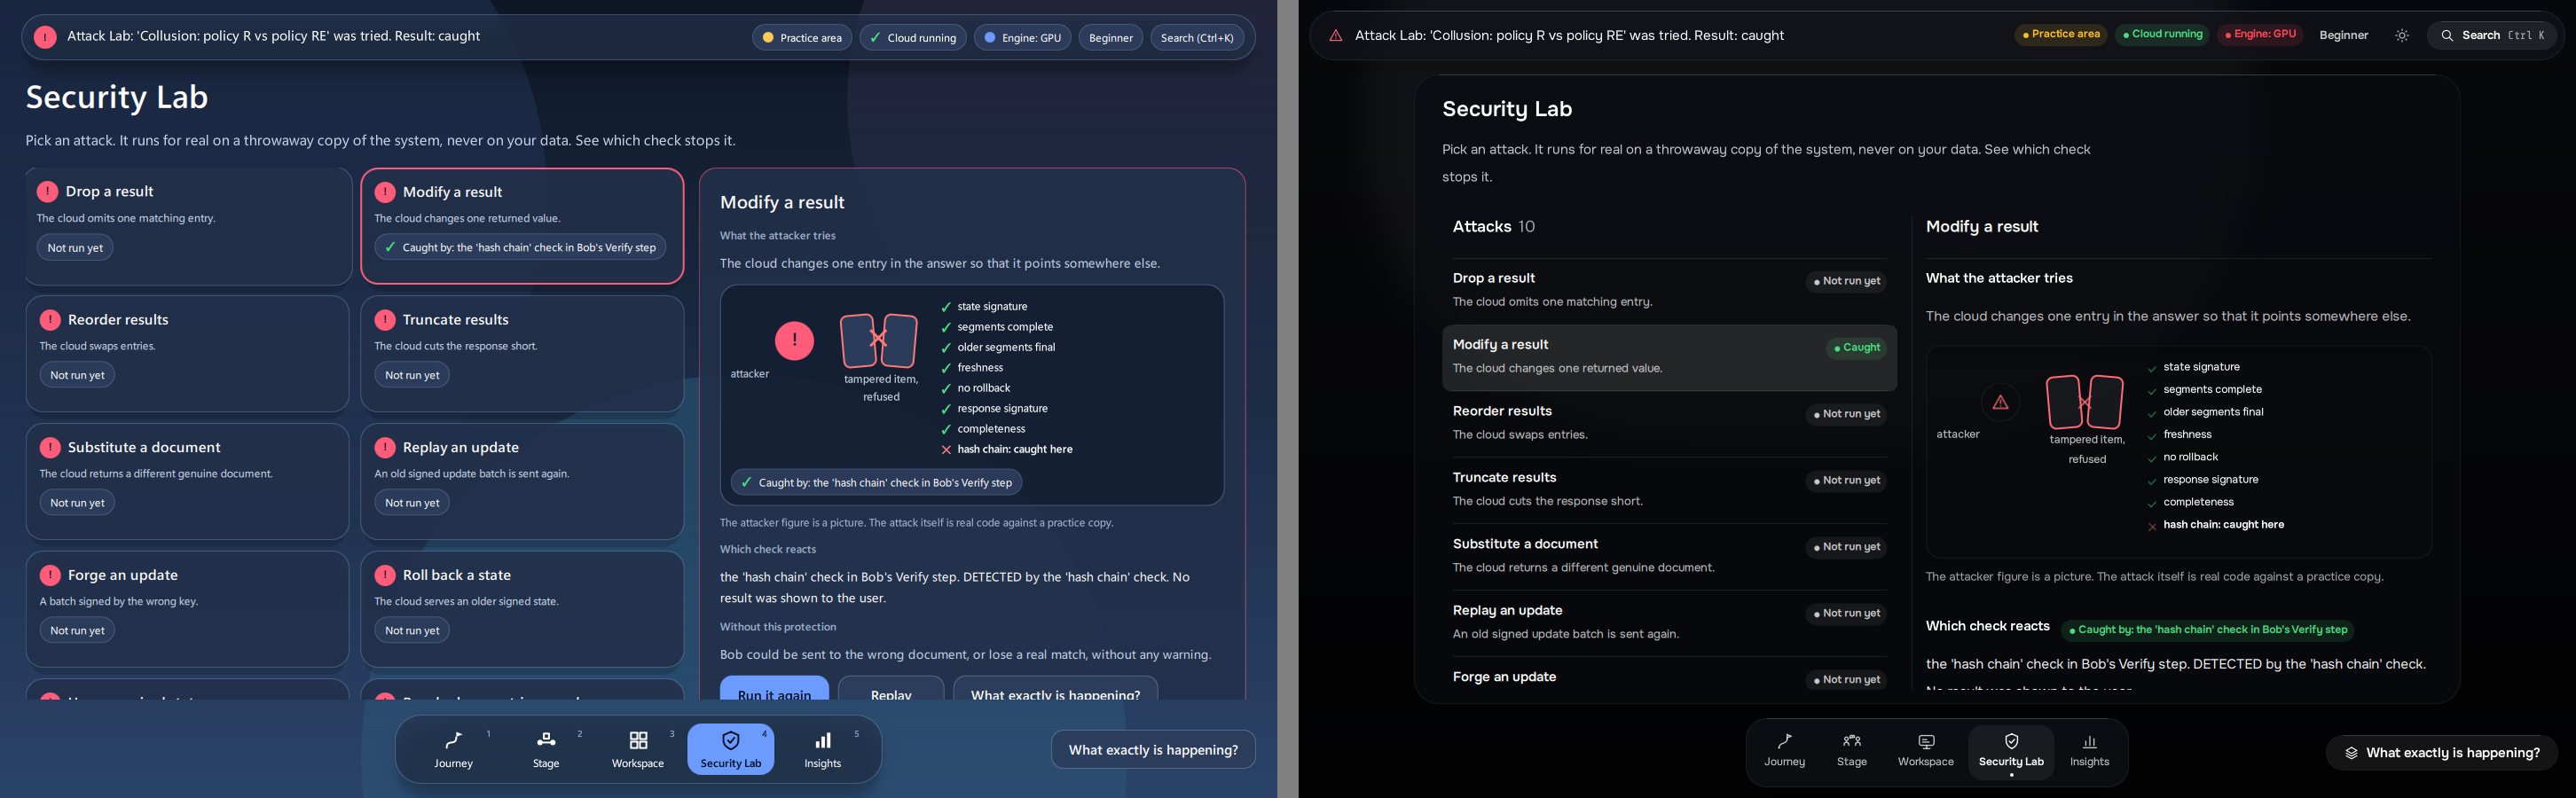 Attack Lab: 'Collusion: policy R vs policy RE' was tried. Result: caught
Practice area
Cloud running
Engine: GPU
Beginner
Search (Ctrl+K)
Security Lab
Pick an attack. It runs for real on a throwaway copy of the system, never on your data. See which check stops it.
! Drop a result
The cloud omits one matching entry.
Not run yet
! Modify a result
The cloud changes one returned value.
✓ Caught by: the 'hash chain' check in Bob's Verify step
! Reorder results
The cloud swaps entries.
Not run yet
! Truncate results
The cloud cuts the response short.
Not run yet
! Substitute a document
The cloud returns a different genuine document.
Not run yet
! Replay an update
An old signed update batch is sent again.
Not run yet
! Forge an update
A batch signed by the wrong key.
Not run yet
! Roll back a state
The cloud serves an older signed state.
Not run yet
Modify a result
What the attacker tries
The cloud changes one entry in the answer so that it points somewhere else.
!
attacker
tampered item,
refused
✓ state signature
✓ segments complete
✓ older segments final
✓ freshness
✓ no rollback
✓ response signature
✓ completeness
✕ hash chain: caught here
✓ Caught by: the 'hash chain' check in Bob's Verify step
The attacker figure is a picture. The attack itself is real code against a practice copy.
Which check reacts
the 'hash chain' check in Bob's Verify step. DETECTED by the 'hash chain' check. No
result was shown to the user.
Without this protection
Bob could be sent to the wrong document, or lose a real match, without any warning.
Run it again
Replay
What exactly is happening?
Journey 1
Stage 2
Workspace 3
Security Lab 4
Insights 5
What exactly is happening?
Attack Lab: 'Collusion: policy R vs policy RE' was tried. Result: caught
Practice area
Cloud running
Engine: GPU
Beginner
Search Ctrl K
Security Lab
Pick an attack. It runs for real on a throwaway copy of the system, never on your data. See which check
stops it.
Attacks 10
Drop a result
The cloud omits one matching entry.
Not run yet
Modify a result
The cloud changes one returned value.
Caught
Reorder results
The cloud swaps entries.
Not run yet
Truncate results
The cloud cuts the response short.
Not run yet
Substitute a document
The cloud returns a different genuine document.
Not run yet
Replay an update
An old signed update batch is sent again.
Not run yet
Forge an update
Not run yet
Modify a result
What the attacker tries
The cloud changes one entry in the answer so that it points somewhere else.
attacker
tampered item,
refused
state signature
segments complete
older segments final
freshness
no rollback
response signature
completeness
hash chain: caught here
The attacker figure is a picture. The attack itself is real code against a practice copy.
Which check reacts
Caught by: the 'hash chain' check in Bob's Verify step
the 'hash chain' check in Bob's Verify step. DETECTED by the 'hash chain' check.
No result was shown to the user.
Journey
Stage
Workspace
Security Lab
Insights
What exactly is happening?